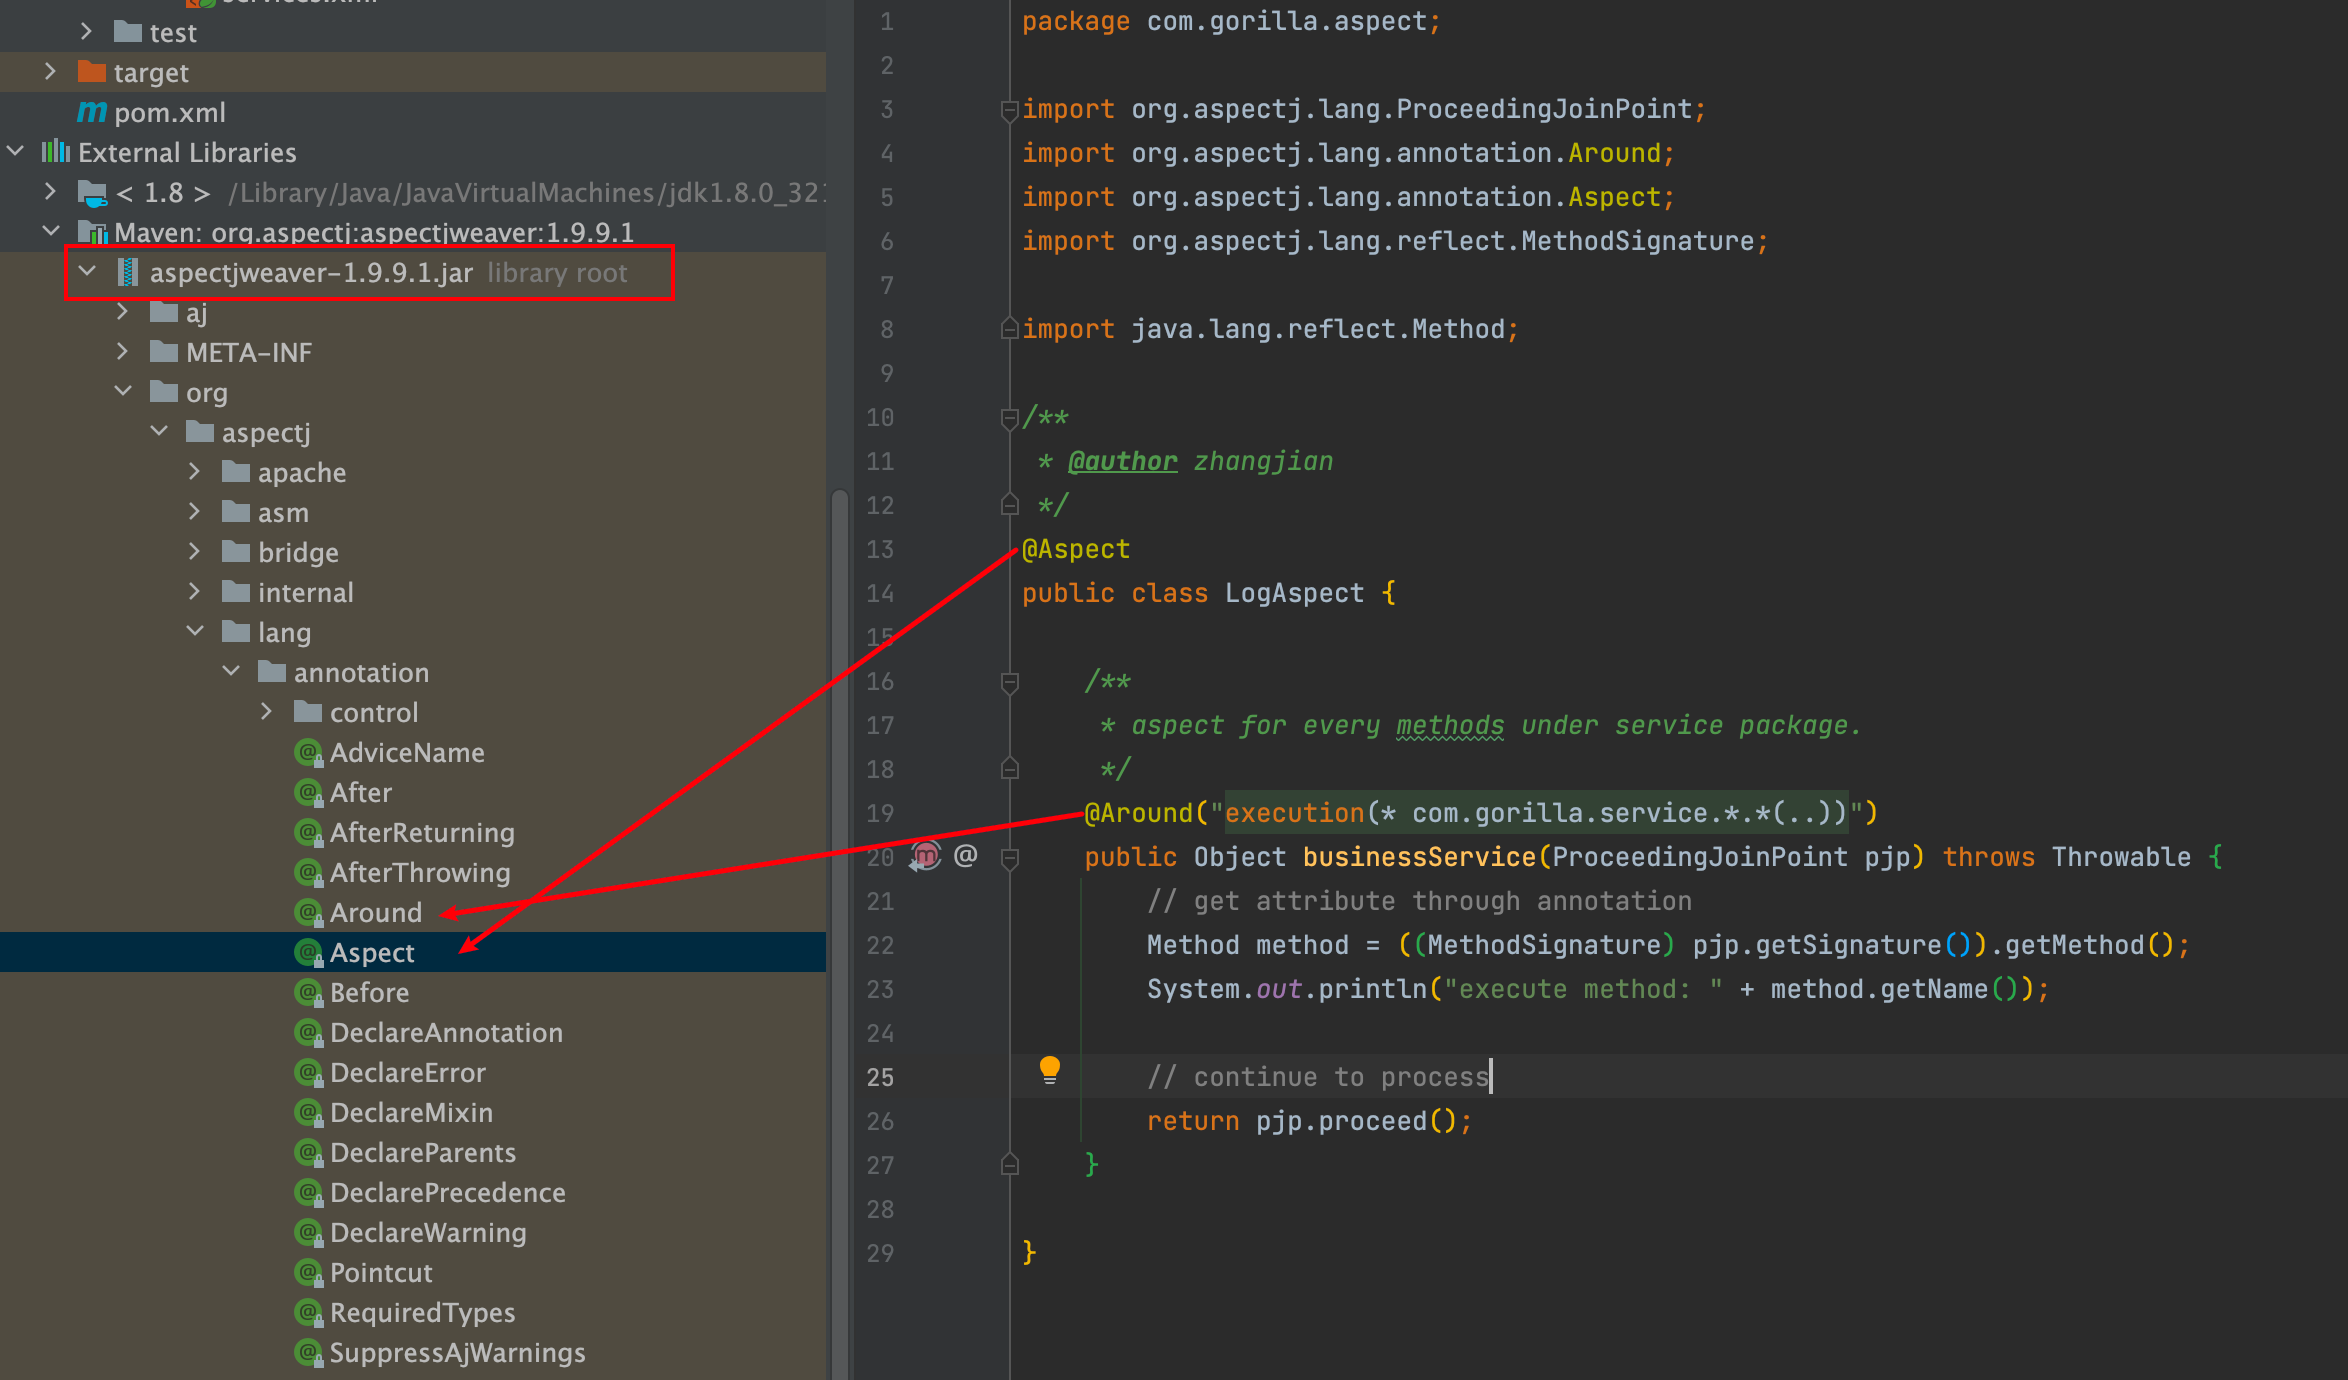 services.xml
test
target
pom.xml
External Libraries
< 1.8 > /Library/Java/JavaVirtualMachines/jdk1.8.0_321
Maven: org.aspectj:aspectjweaver:1.9.9.1
aspectjweaver-1.9.9.1.jar library root
aj
META-INF
org
aspectj
apache
asm
bridge
internal
lang
annotation
control
AdviceName
After
AfterReturning
AfterThrowing
Around
Aspect
Before
DeclareAnnotation
DeclareError
DeclareMixin
DeclareParents
DeclarePrecedence
DeclareWarning
Pointcut
RequiredTypes
SuppressAjWarnings
1 package com.gorilla.aspect;
2
3 import org.aspectj.lang.ProceedingJoinPoint;
4 import org.aspectj.lang.annotation.Around;
5 import org.aspectj.lang.annotation.Aspect;
6 import org.aspectj.lang.reflect.MethodSignature;
7
8 import java.lang.reflect.Method;
9
10 /**
11 * @author zhangjian
12 */
13 @Aspect
14 public class LogAspect {
15
16 /**
17 * aspect for every methods under service package.
18 */
19 @Around("execution(* com.gorilla.service.*.*(..))")
20 public Object businessService(ProceedingJoinPoint pjp) throws Throwable {
21 // get attribute through annotation
22 Method method = ((MethodSignature) pjp.getSignature()).getMethod();
23 System.out.println("execute method: " + method.getName());
24
25 // continue to process
26 return pjp.proceed();
27 }
28
29 }